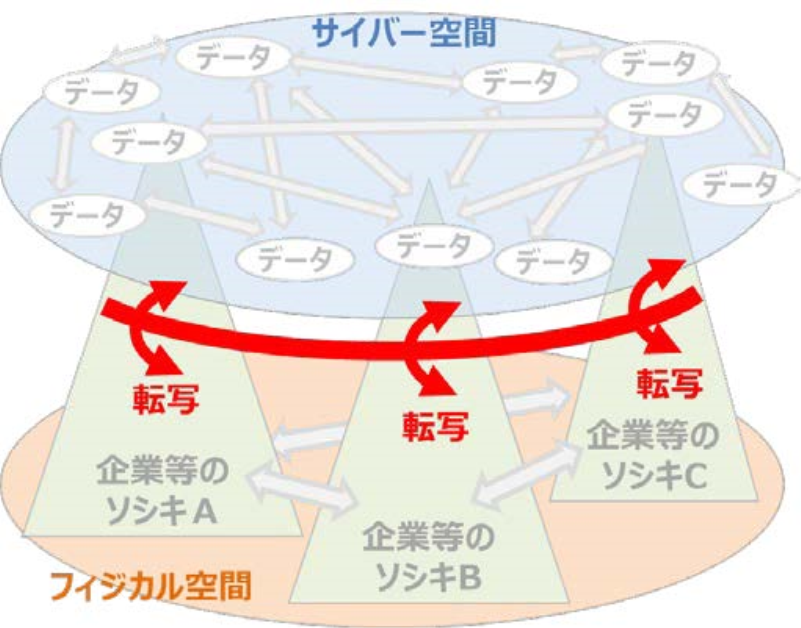 サイバー空間
データ
データ
データ
データ
データ
データ
データ
データ
データ
データ
データ
転写
転写
転写
企業等の
ソシキA
企業等の
ソシキB
企業等の
ソシキC
フィジカル空間